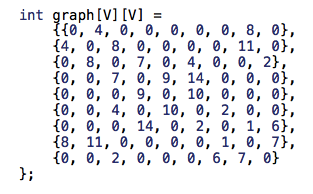 int graph[V][V] =
{{0, 4, 0, 0, 0, 0, 0, 8, 0},
{4, 0, 8, 0, 0, 0, 0, 11, 0},
{0, 8, 0, 7, 0, 4, 0, 0, 2},
{0, 0, 7, 0, 9, 14, 0, 0, 0},
{0, 0, 0, 9, 0, 10, 0, 0, 0},
{0, 0, 4, 0, 10, 0, 2, 0, 0},
{0, 0, 0, 14, 0, 2, 0, 1, 6},
{8, 11, 0, 0, 0, 0, 1, 0, 7},
{0, 0, 2, 0, 0, 0, 6, 7, 0}
};